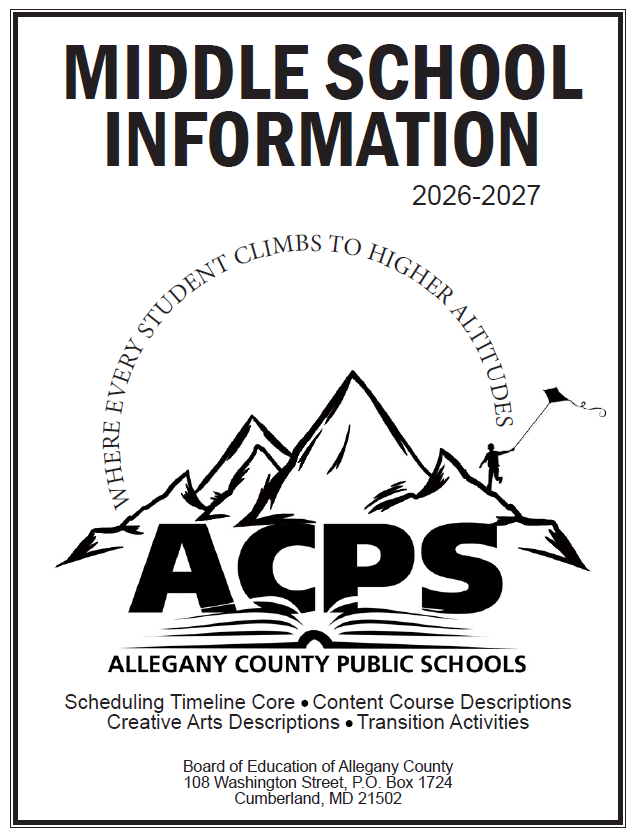 MIDDLE SCHOOL
INFORMATION
2026-2027
WHERE EVERY STUDENT CLIMBS TO HIGHER ALTITUDES
ACPS
ALLEGANY COUNTY PUBLIC SCHOOLS
Scheduling Timeline Core • Content Course Descriptions
Creative Arts Descriptions • Transition Activities
Board of Education of Allegany County
108 Washington Street, P.O. Box 1724
Cumberland, MD 21502